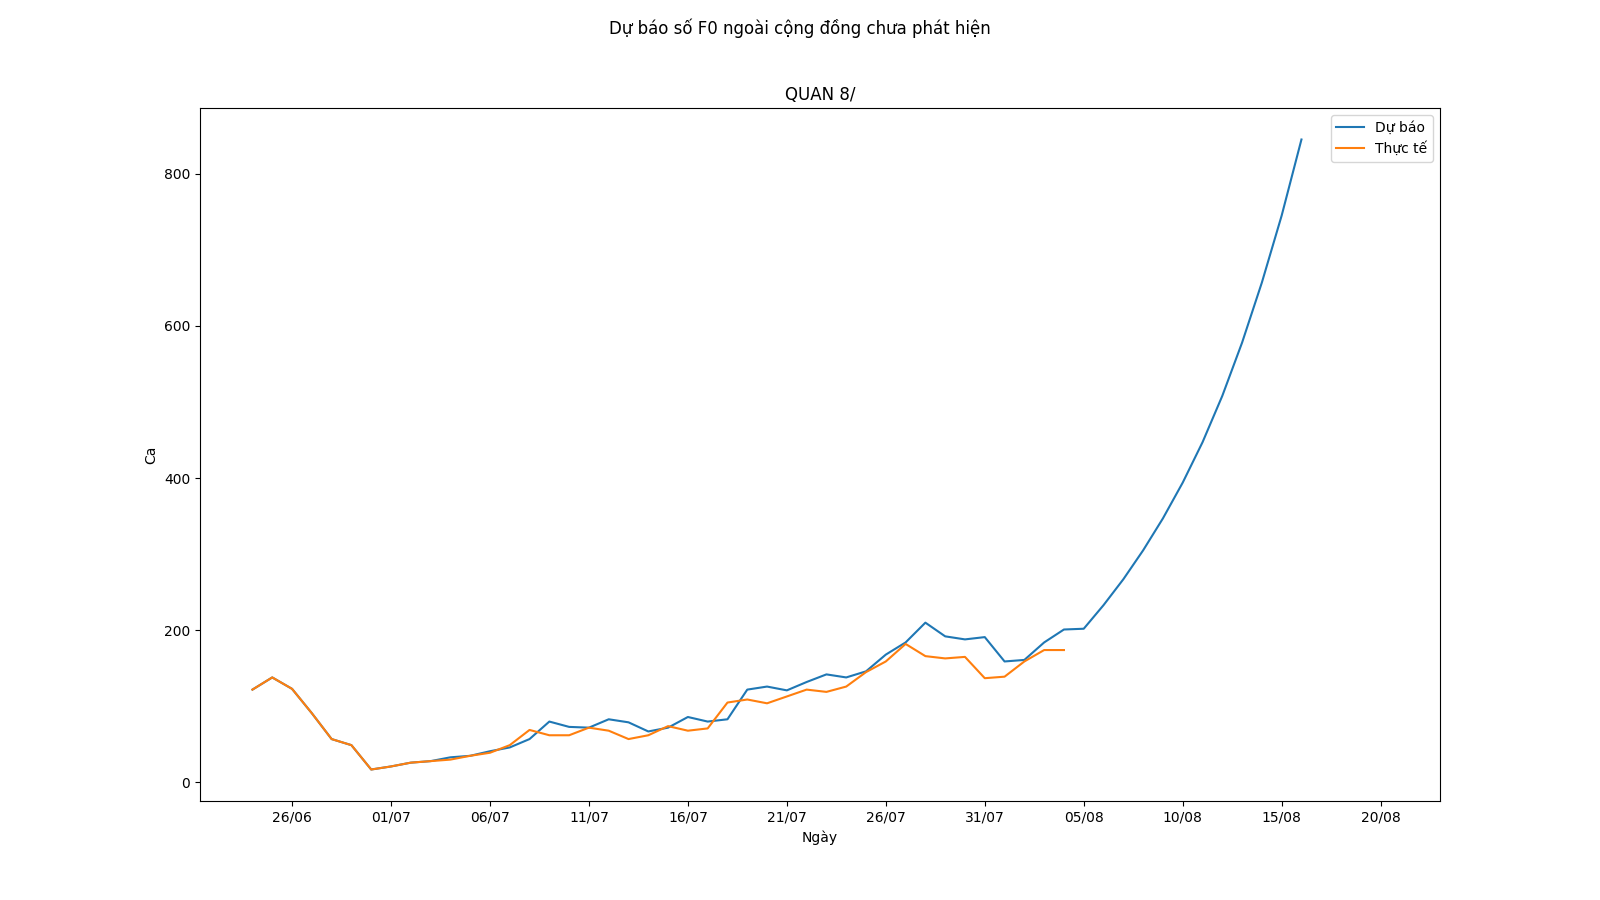 Dự báo số F0 ngoài cộng đồng chưa phát hiện
QUAN 8/
Dự báo
Thực tế
800
600
400
200
0
Ca
26/06 01/07 06/07 11/07 16/07 21/07 26/07 31/07 05/08 10/08 15/08 20/08
Ngày